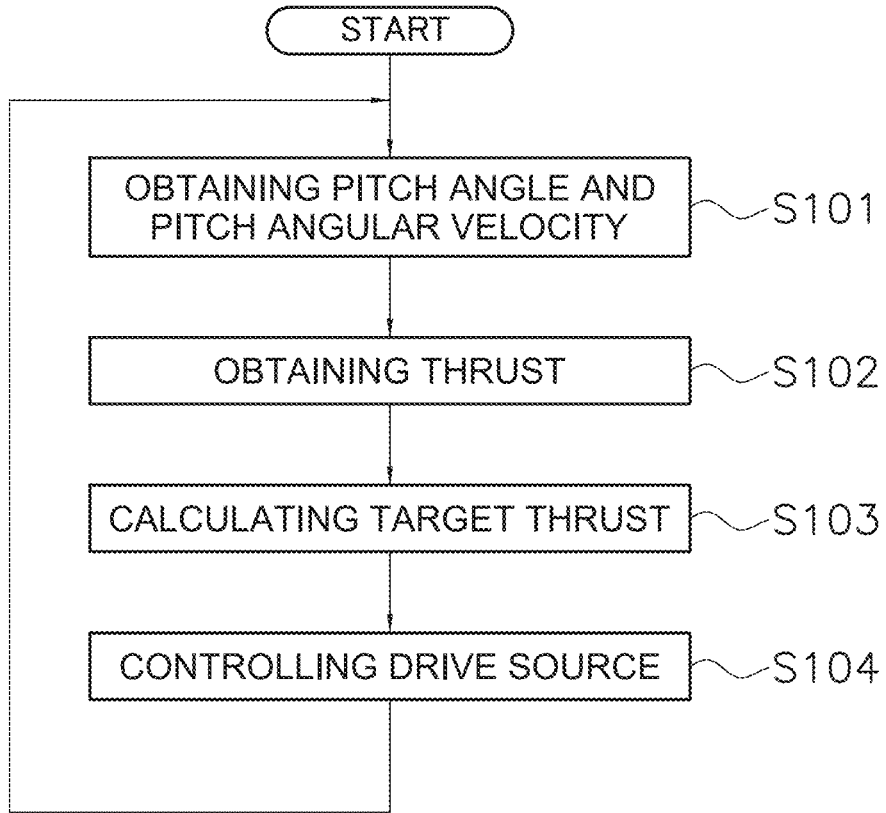 START
OBTAINING PITCH ANGLE AND
PITCH ANGULAR VELOCITY
S101
OBTAINING THRUST
S102
CALCULATING TARGET THRUST
S103
CONTROLLING DRIVE SOURCE
S104